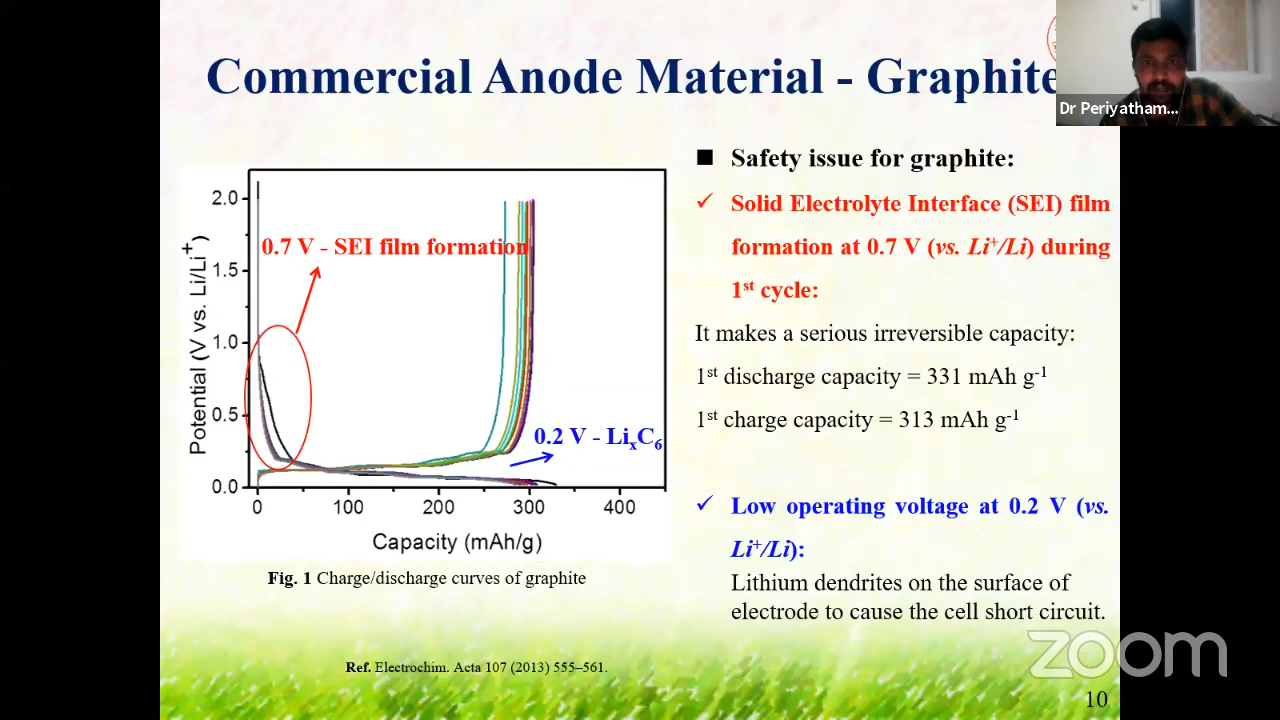 Commercial Anode Material - Graphite
Dr Periyatham...
■ Safety issue for graphite:
✓ Solid Electrolyte Interface (SEI) film
formation at 0.7 V (vs. Li⁺/Li) during
1ˢᵗ cycle:
It makes a serious irreversible capacity:
1ˢᵗ discharge capacity = 331 mAh g⁻¹
1ˢᵗ charge capacity = 313 mAh g⁻¹
✓ Low operating voltage at 0.2 V (vs.
Li⁺/Li):
Lithium dendrites on the surface of
electrode to cause the cell short circuit.
Potential (V vs. Li/Li⁺)
2.0
1.5
1.0
0.5
0.0
0.7 V - SEI film formation
0.2 V - LiₓC₆
0 100 200 300 400
Capacity (mAh/g)
Fig. 1 Charge/discharge curves of graphite
Ref. Electrochim. Acta 107 (2013) 555–561.
zoom
10